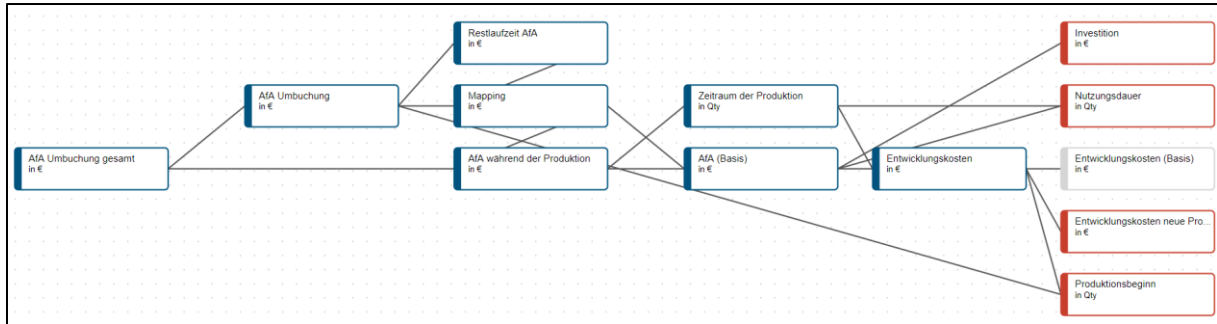 Restlaufzeit AfA
in €
Investition
in €
AfA Umbuchung
in €
Mapping
in €
Zeitraum der Produktion
in Qty
Nutzungsdauer
in Qty
AfA Umbuchung gesamt
in €
AfA während der Produktion
in €
AfA (Basis)
in €
Entwicklungskosten
in €
Entwicklungskosten (Basis)
in €
Entwicklungskosten neue Pro...
in €
Produktionsbeginn
in Qty